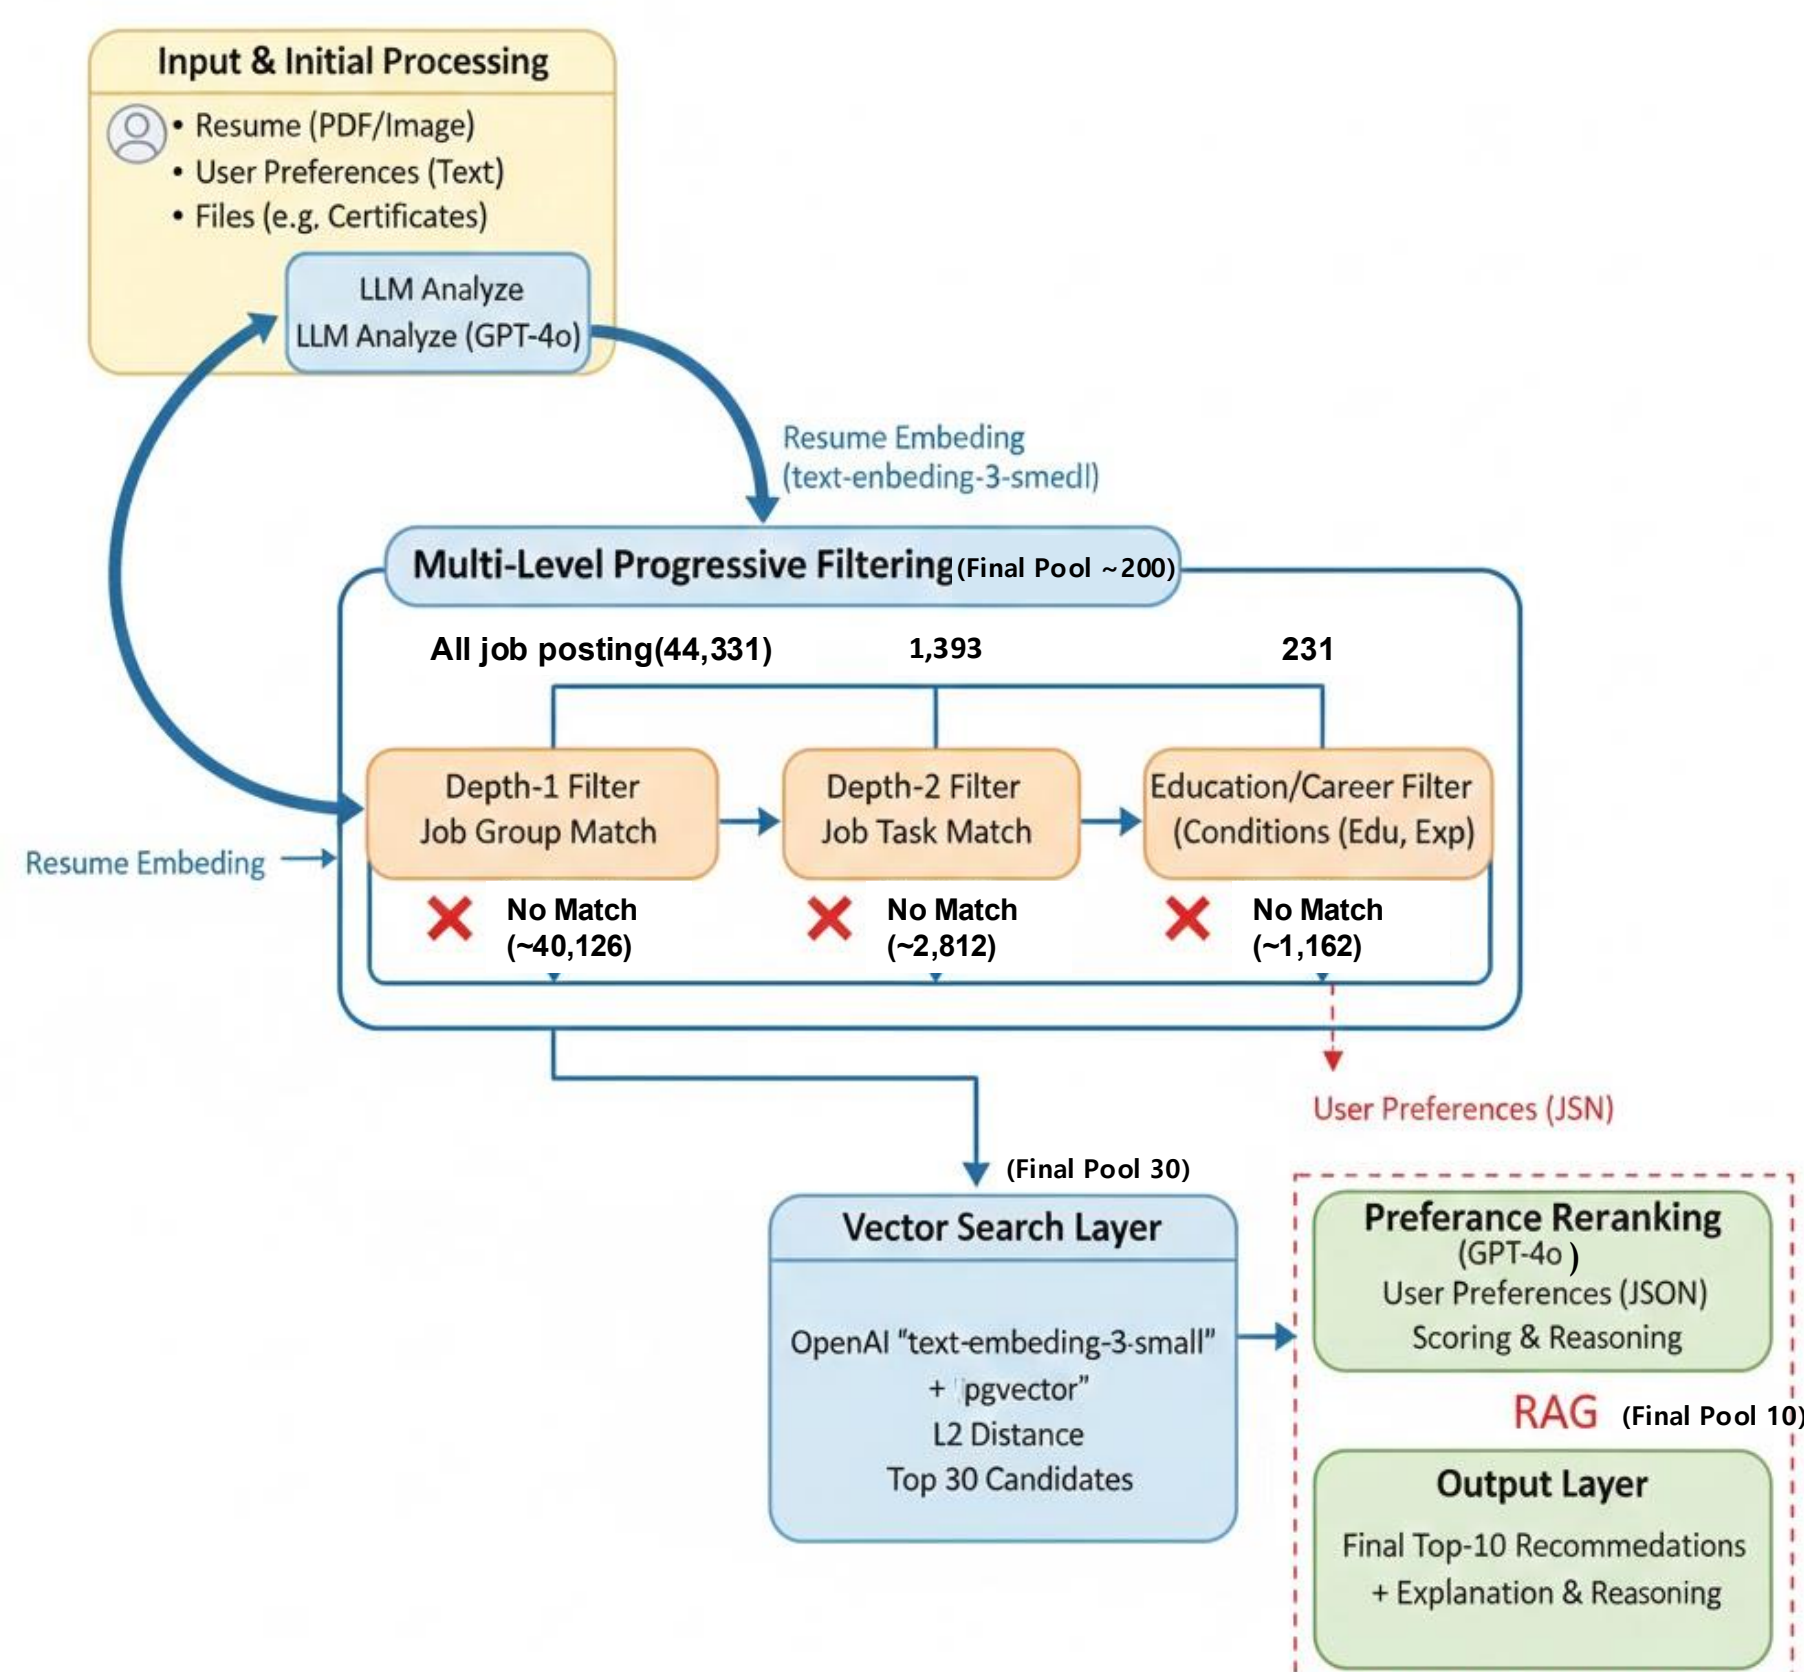 Input & Initial Processing
• Resume (PDF/Image)
• User Preferences (Text)
• Files (e.g. Certificates)
LLM Analyze
LLM Analyze (GPT-4o)
Resume Embeding
(text-enbeding-3-smedl)
Multi-Level Progressive Filtering (Final Pool ~200)
All job posting(44,331)
1,393
231
Depth-1 Filter
Job Group Match
Depth-2 Filter
Job Task Match
Education/Career Filter
(Conditions (Edu, Exp)
Resume Embeding
No Match
(~40,126)
No Match
(~2,812)
No Match
(~1,162)
User Preferences (JSN)
(Final Pool 30)
Vector Search Layer
OpenAI "text-embeding-3-small"
+ 'pgvector"
L2 Distance
Top 30 Candidates
Preferance Reranking
(GPT-4o )
User Preferences (JSON)
Scoring & Reasoning
RAG (Final Pool 10)
Output Layer
Final Top-10 Recommedations
+ Explanation & Reasoning